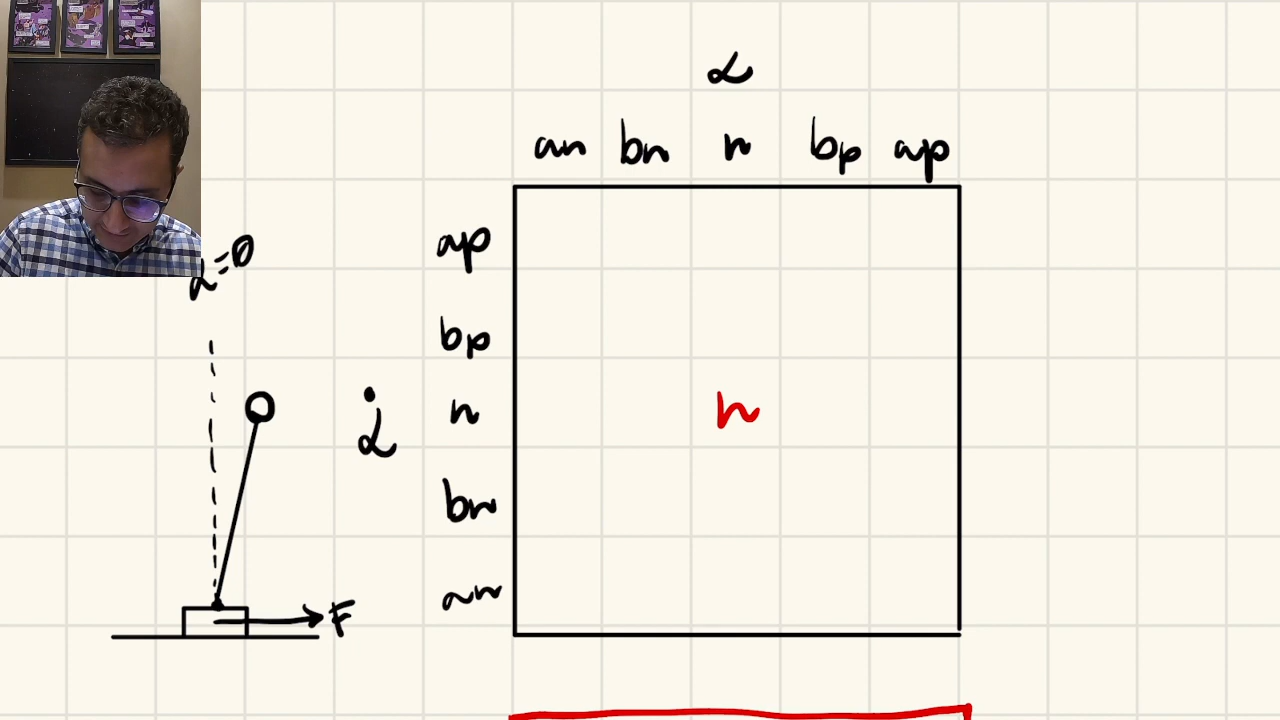 α
an bn n bp ap
α=0
ap
bp
α̇ n n
bn
an
F